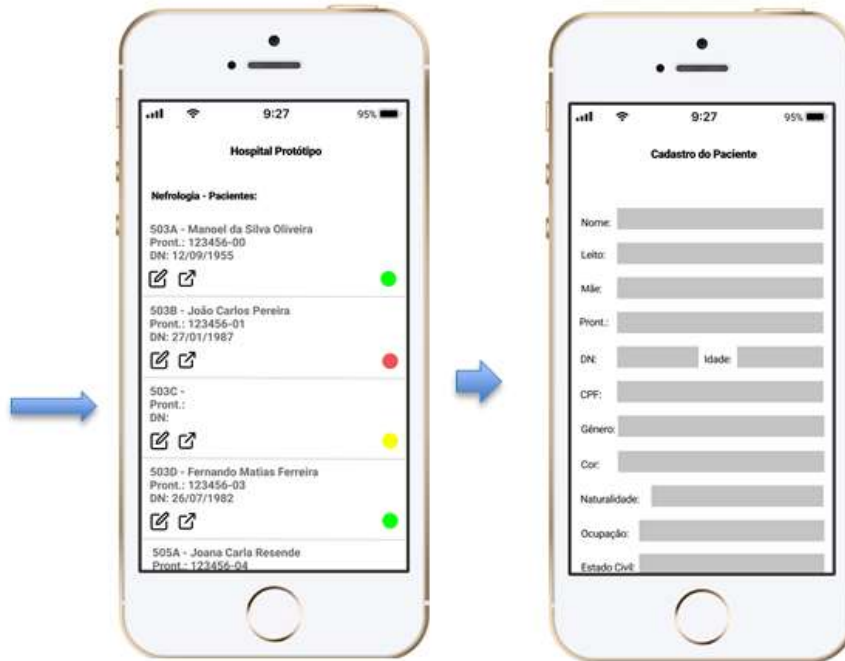 9:27
95%
Hospital Protótipo
Nefrologia - Pacientes:
503A - Manoel da Silva Oliveira
Pront.: 123456-00
DN: 12/09/1955
503B - João Carlos Pereira
Pront.: 123456-01
DN: 27/01/1987
503C -
Pront.:
DN:
503D - Fernando Matias Ferreira
Pront.: 123456-03
DN: 26/07/1982
505A - Joana Carla Resende
Pront.: 123456-04
9:27
95%
Cadastro do Paciente
Nome:
Leito:
Mãe:
Pront.:
DN: Idade:
CPF:
Gênero:
Cor:
Naturalidade:
Ocupação:
Estado Civil: